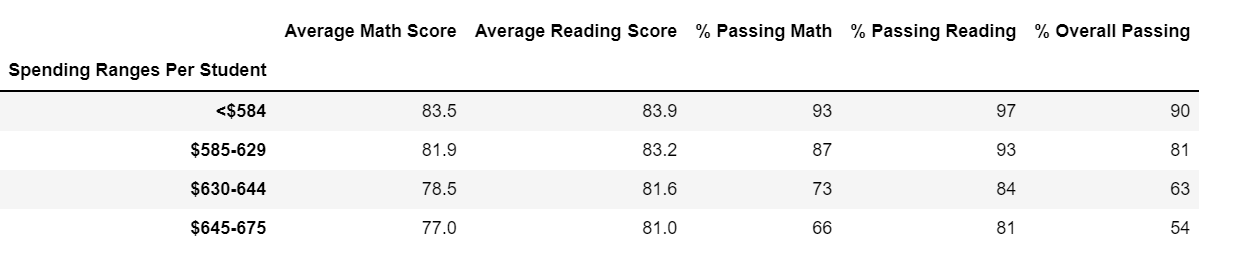 Average Math Score Average Reading Score % Passing Math % Passing Reading % Overall Passing
Spending Ranges Per Student
<$584 83.5 83.9 93 97 90
$585-629 81.9 83.2 87 93 81
$630-644 78.5 81.6 73 84 63
$645-675 77.0 81.0 66 81 54